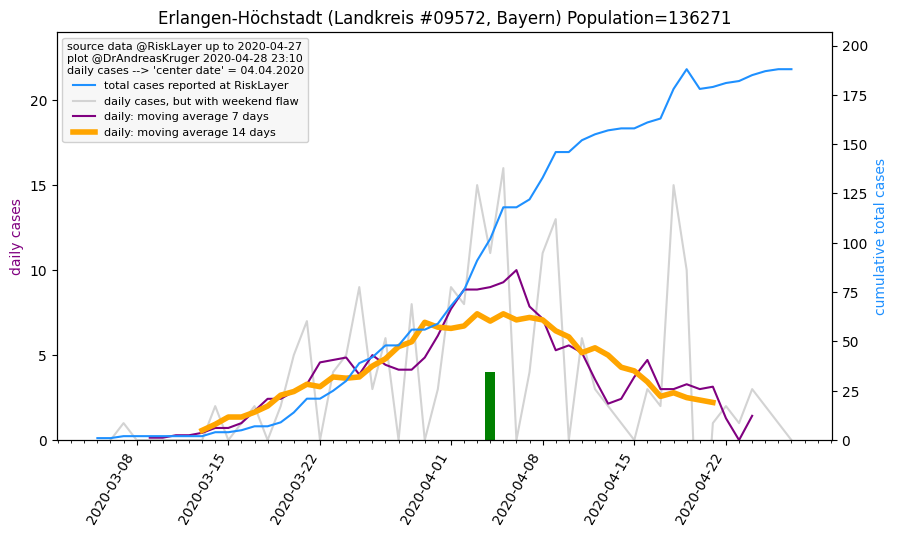 Erlangen-Höchstadt (Landkreis #09572, Bayern) Population=136271
source data @RiskLayer up to 2020-04-27
plot @DrAndreasKruger 2020-04-28 23:10
daily cases --> 'center date' = 04.04.2020
total cases reported at RiskLayer
daily cases, but with weekend flaw
daily: moving average 7 days
daily: moving average 14 days
daily cases
20
15
10
5
0
cumulative total cases
200
175
150
125
100
75
50
25
0
2020-03-08
2020-03-15
2020-03-22
2020-04-01
2020-04-08
2020-04-15
2020-04-22